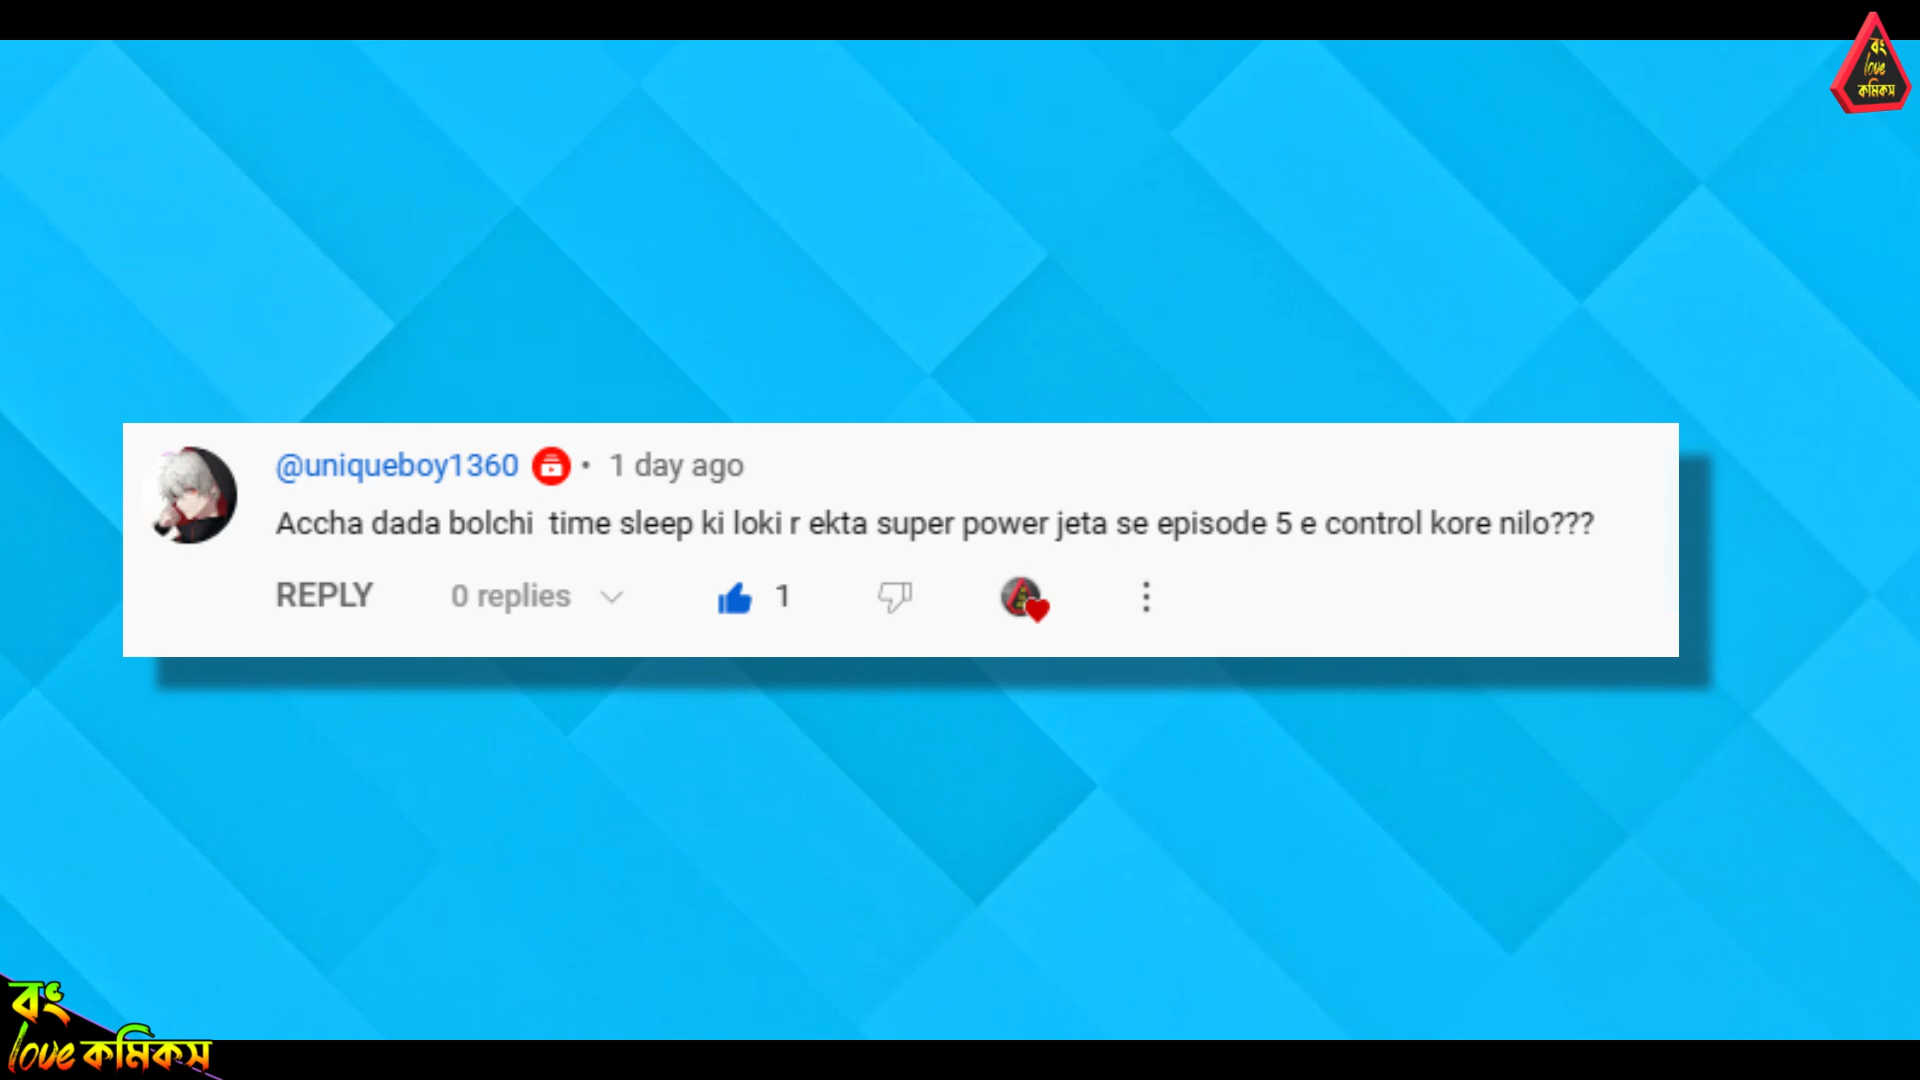 বং
love
কমিকস
@uniqueboy1360 • 1 day ago
Accha dada bolchi time sleep ki loki r ekta super power jeta se episode 5 e control kore nilo???
REPLY 0 replies 1
বং
love কমিকস